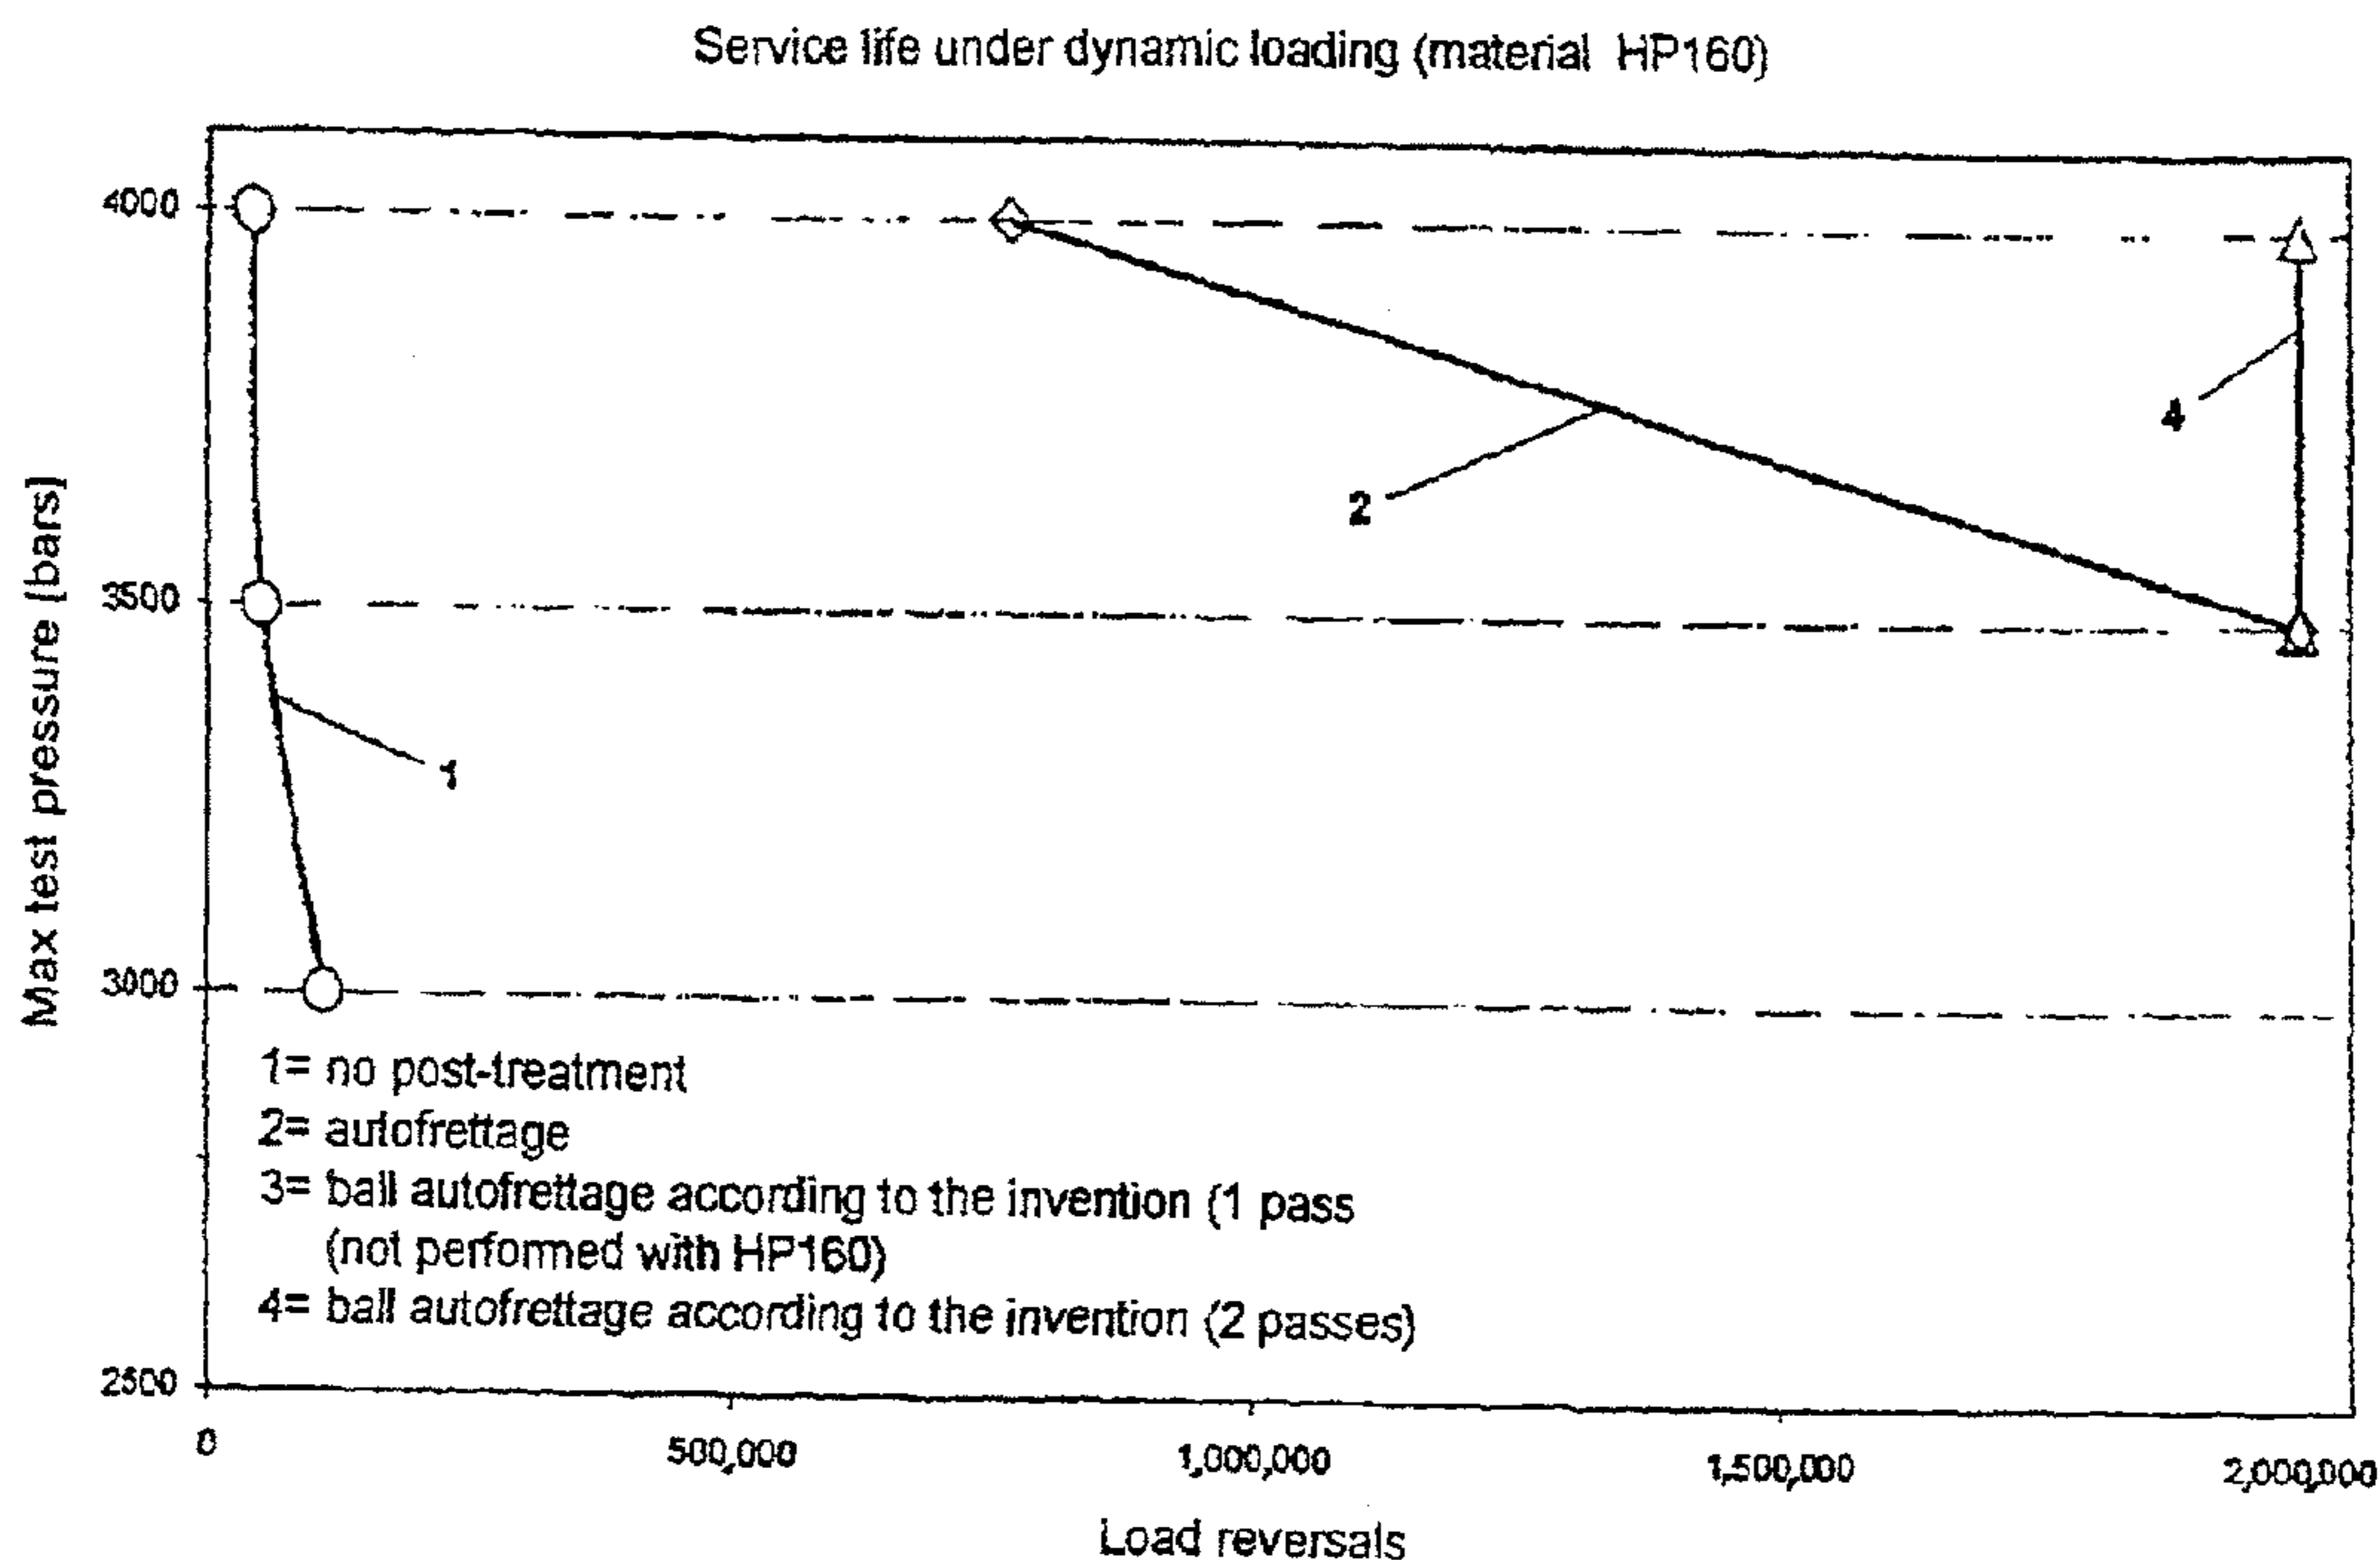 Service life under dynamic loading (material HP160)
Max test pressure [bars]
4000
3500
3000
2500
4
2
1
1= no post-treatment
2= autofrettage
3= ball autofrettage according to the invention (1 pass
(not performed with HP160)
4= ball autofrettage according to the invention (2 passes)
0
500,000
1,000,000
1,500,000
2,000,000
Load reversals